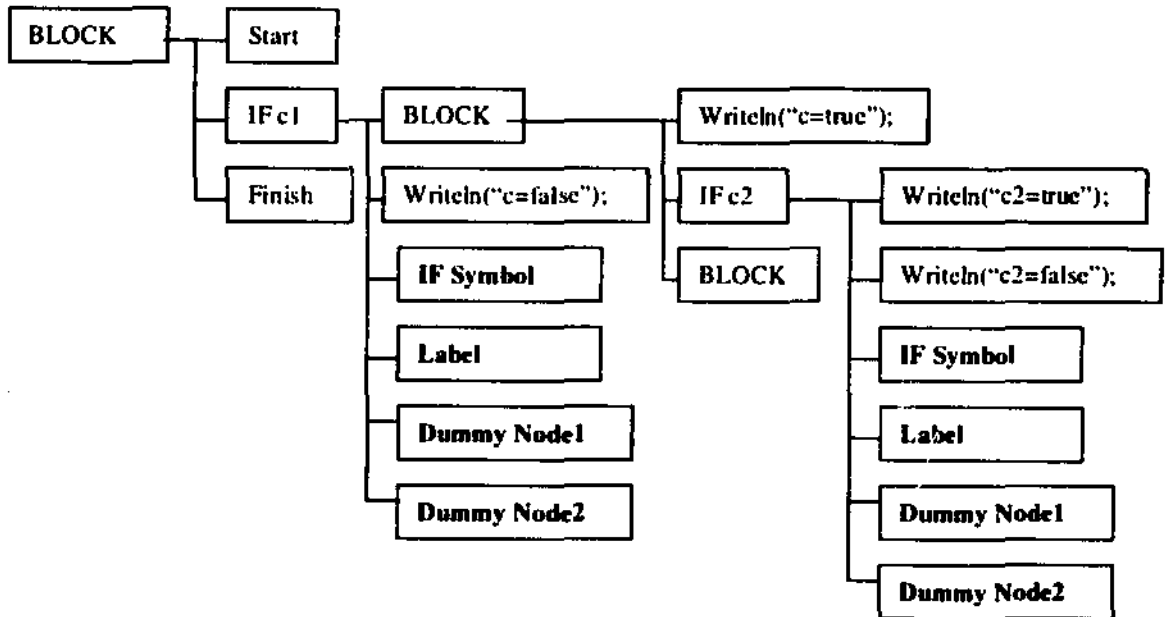 BLOCK
Start
IF c1
BLOCK
Writeln("c=true");
Finish
Writeln("c=false");
IF c2
Writeln("c2=true");
IF Symbol
BLOCK
Writeln("c2=false");
Label
IF Symbol
Dummy Node1
Label
Dummy Node2
Dummy Node1
Dummy Node2